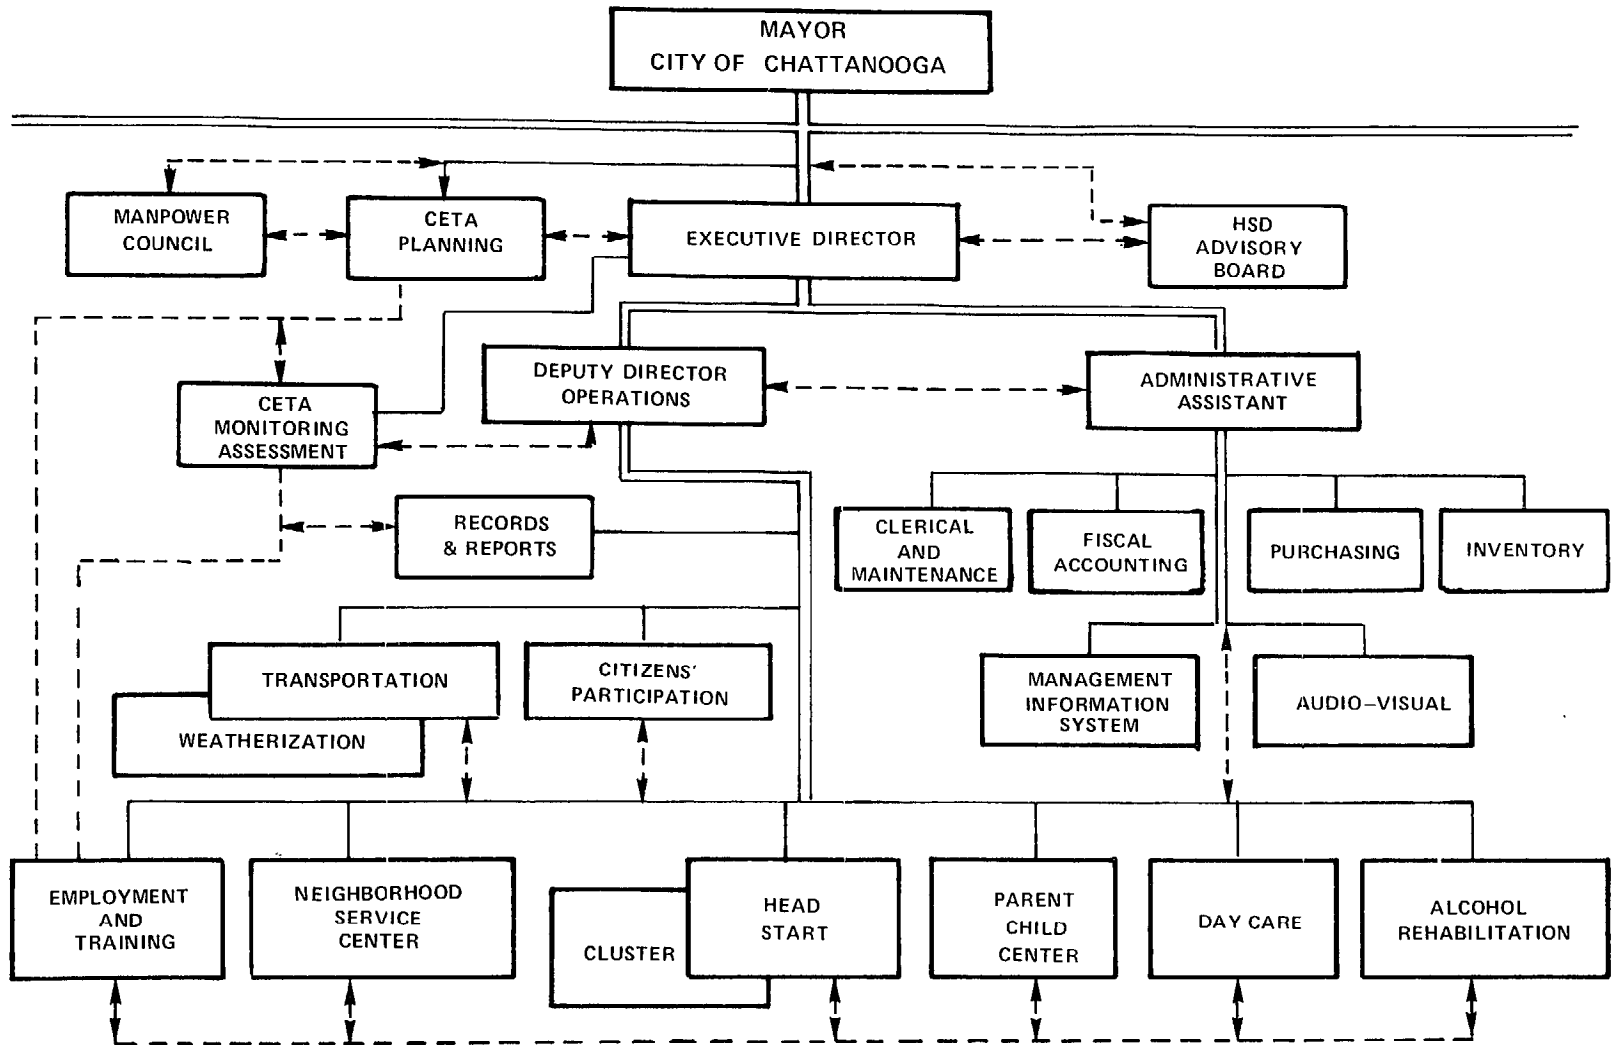 MAYOR
CITY OF CHATTANOOGA
MANPOWER
COUNCIL
CETA
PLANNING
EXECUTIVE DIRECTOR
HSD
ADVISORY
BOARD
CETA
MONITORING
ASSESSMENT
DEPUTY DIRECTOR
OPERATIONS
ADMINISTRATIVE
ASSISTANT
RECORDS
& REPORTS
CLERICAL
AND
MAINTENANCE
FISCAL
ACCOUNTING
PURCHASING
INVENTORY
TRANSPORTATION
WEATHERIZATION
CITIZENS'
PARTICIPATION
MANAGEMENT
INFORMATION
SYSTEM
AUDIO-VISUAL
EMPLOYMENT
AND
TRAINING
NEIGHBORHOOD
SERVICE
CENTER
CLUSTER
HEAD
START
PARENT
CHILD
CENTER
DAY CARE
ALCOHOL
REHABILITATION